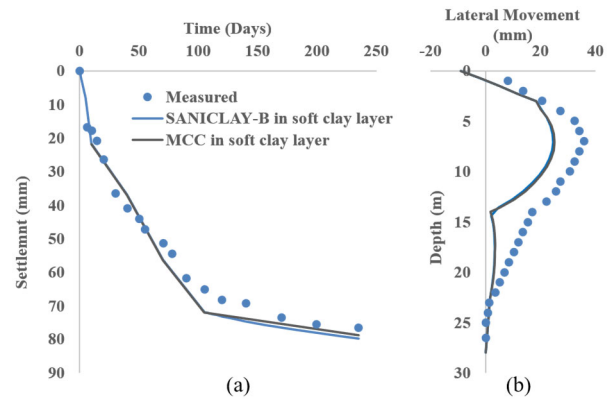 Time (Days)
0 50 100 150 200 250
0
10
20
30
40
50
60
70
80
90
Settlemnt (mm)
Measured
SANICLAY-B in soft clay layer
MCC in soft clay layer
(a)
Lateral Movement
(mm)
-20 0 20 40
0
5
10
15
20
25
30
Depth (m)
(b)